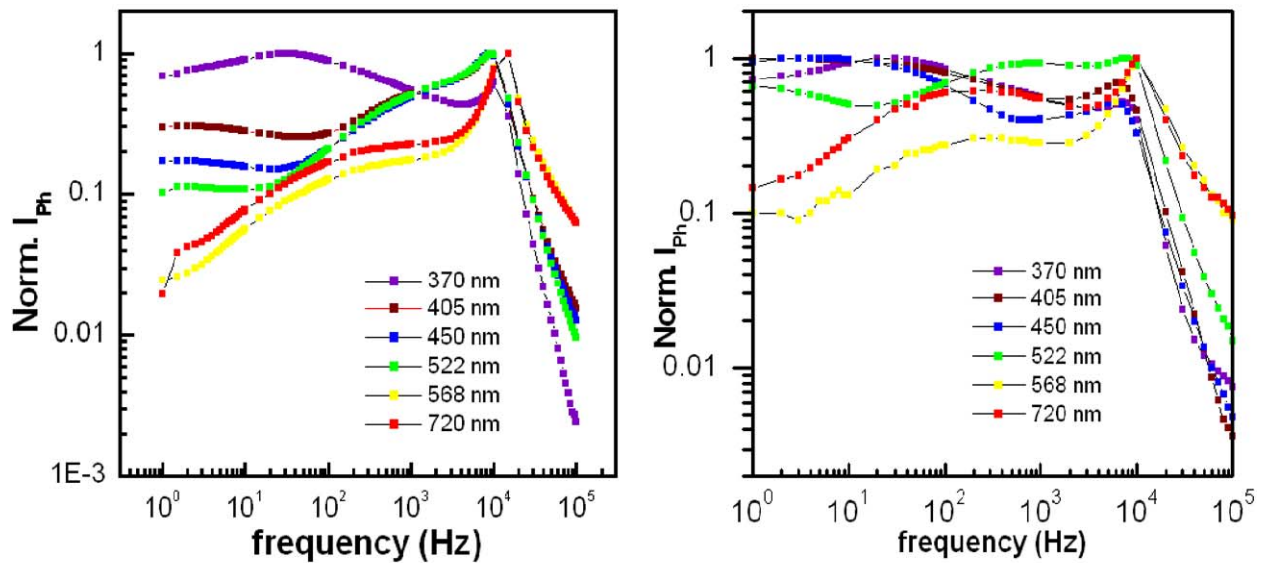 1
0.1
0.01
1E-3
Norm. I_Ph
370 nm
405 nm
450 nm
522 nm
568 nm
720 nm
10^0 10^1 10^2 10^3 10^4 10^5
frequency (Hz)
1
0.1
0.01
Norm. I_Ph
370 nm
405 nm
450 nm
522 nm
568 nm
720 nm
10^0 10^1 10^2 10^3 10^4 10^5
frequency (Hz)